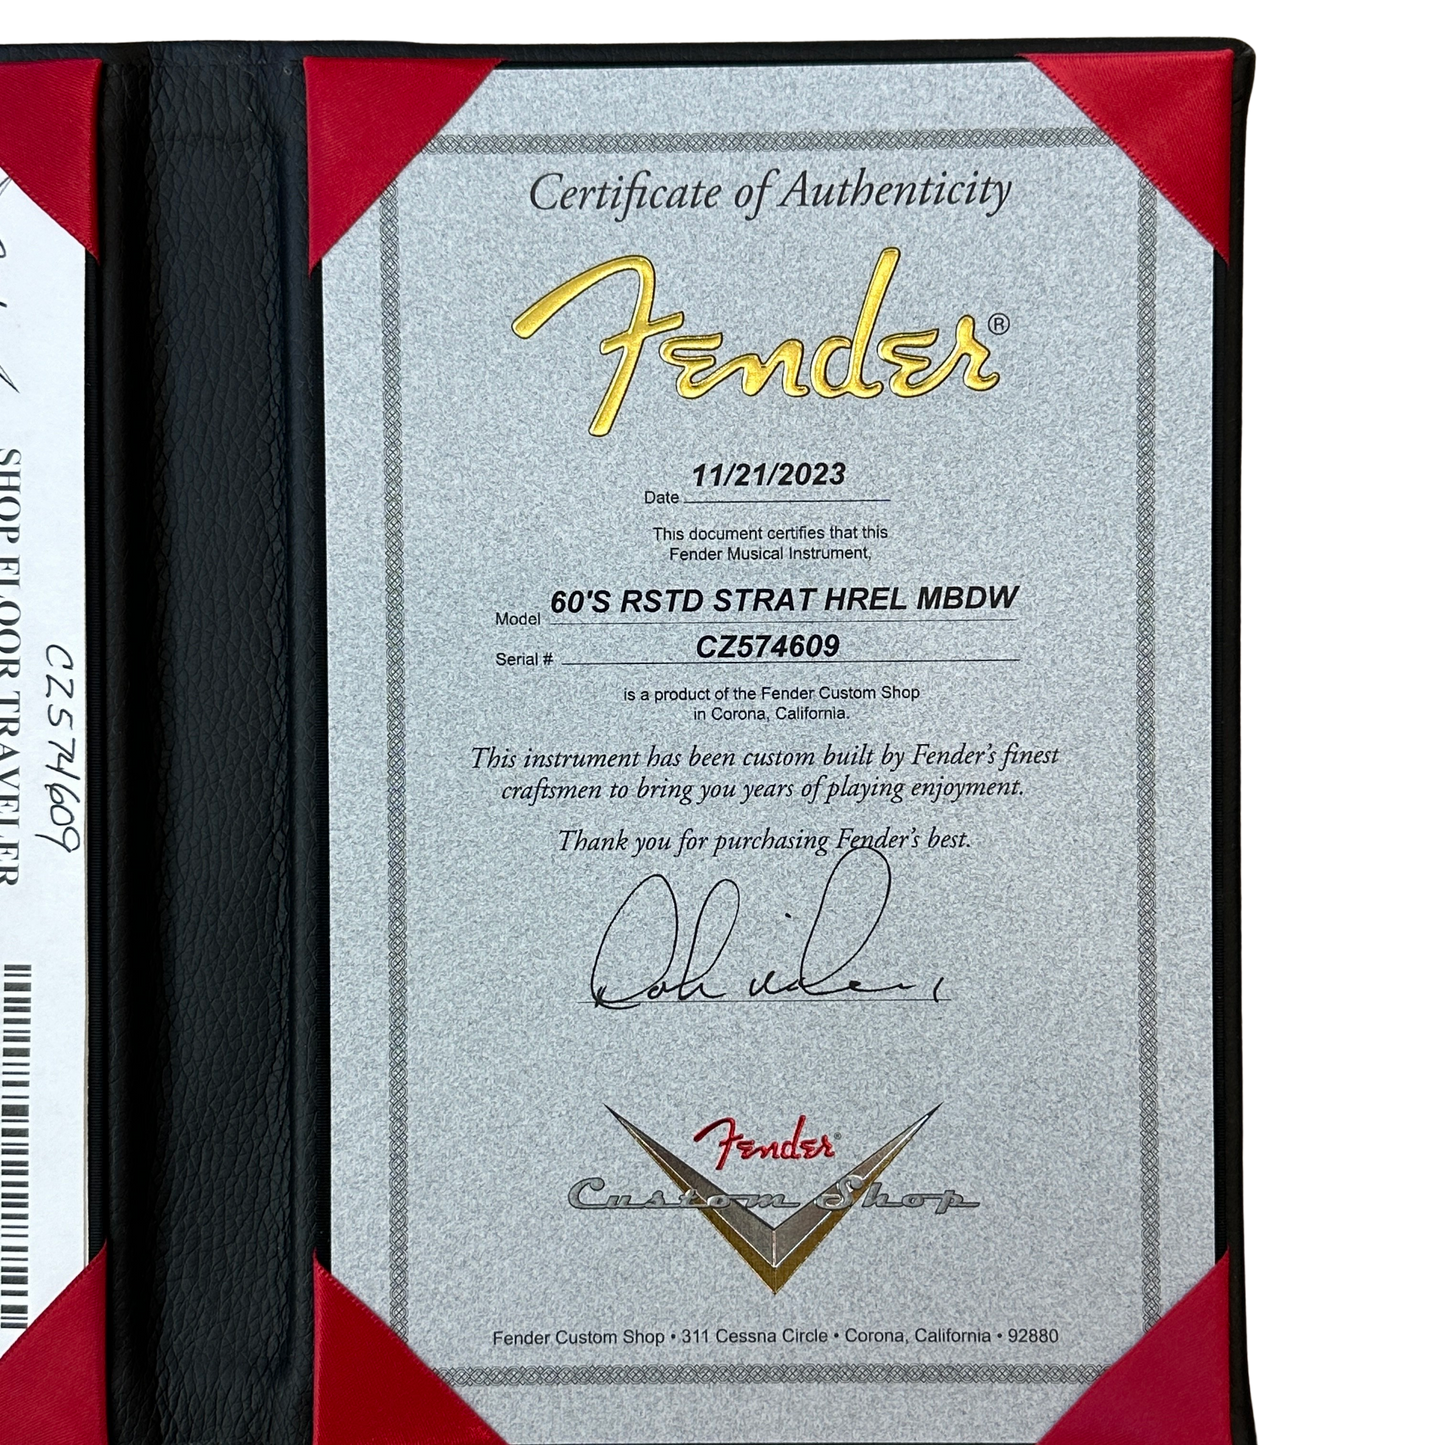 SHOP FLOOR TRAVELER
CZ574609
Certificate of Authenticity
Fender®
Date 11/21/2023
This document certifies that this
Fender Musical Instrument,
Model 60'S RSTD STRAT HREL MBDW
Serial # CZ574609
is a product of the Fender Custom Shop
in Corona, California.
This instrument has been custom built by Fender's finest
craftsmen to bring you years of playing enjoyment.
Thank you for purchasing Fender's best.
Fender
Custom Shop
Fender Custom Shop • 311 Cessna Circle • Corona, California • 92880